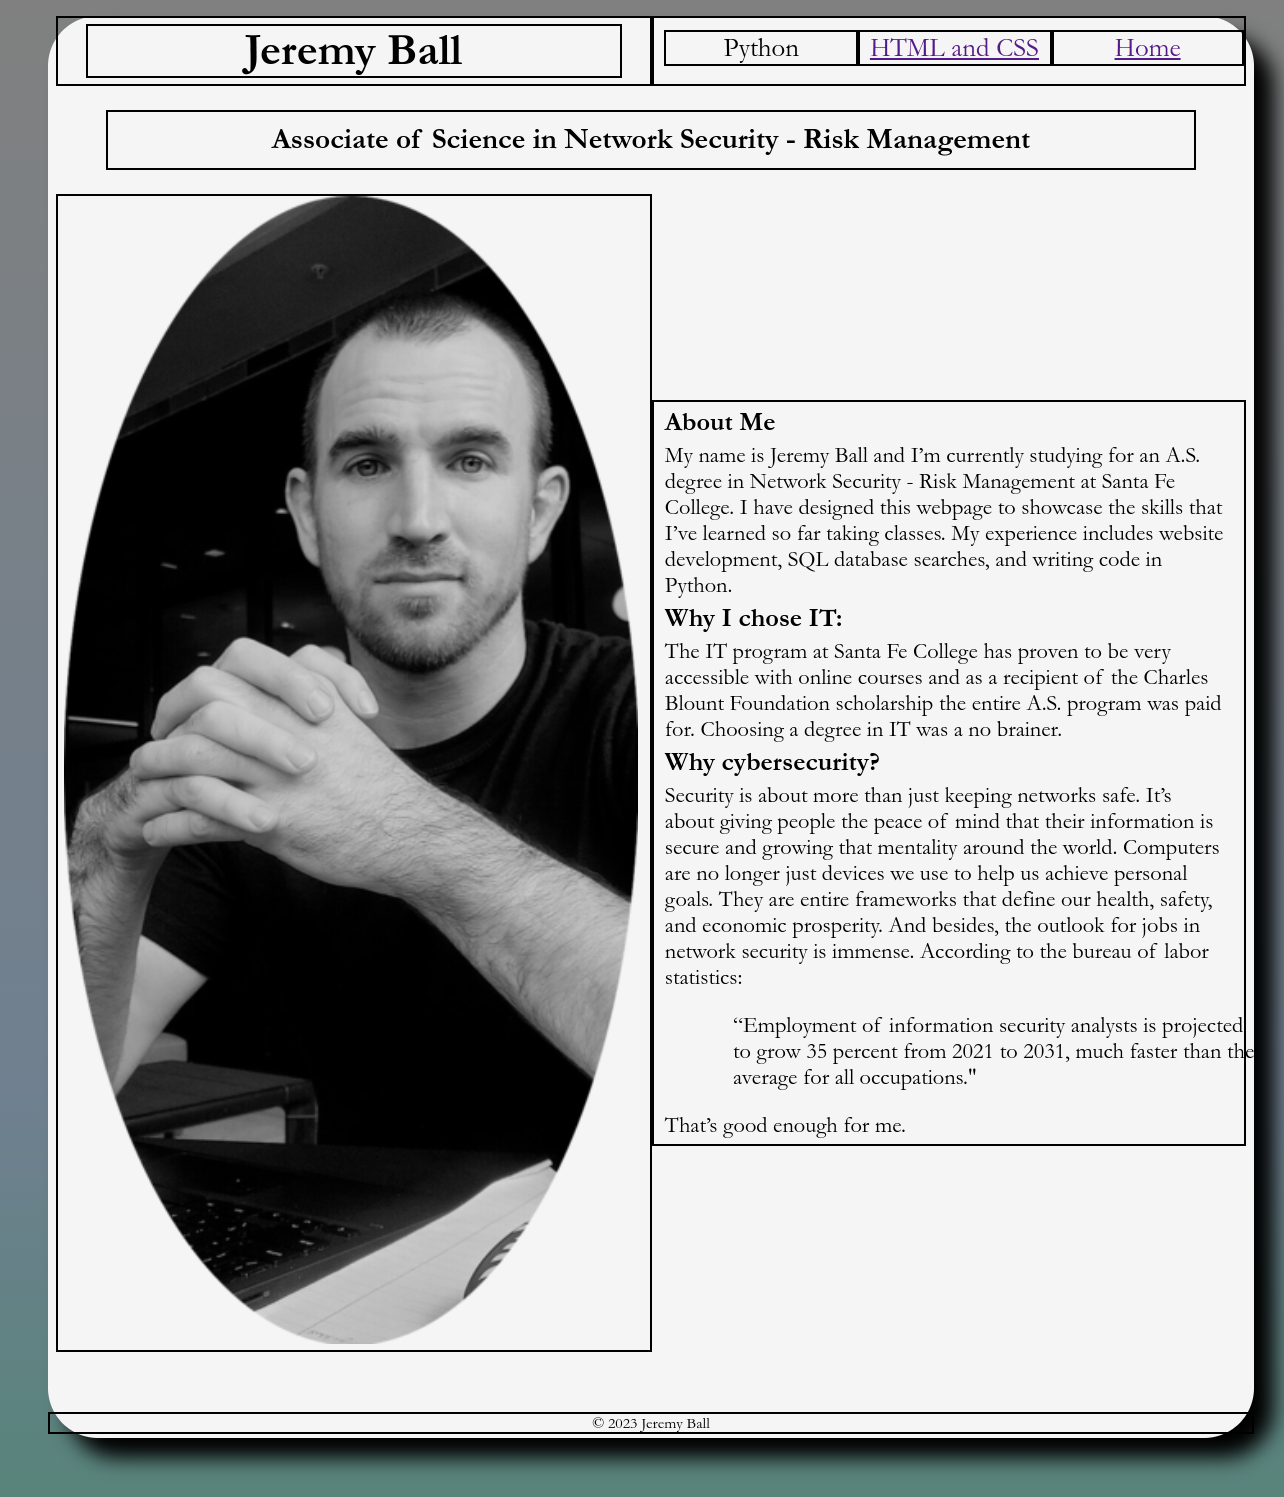 Jeremy Ball
Python
HTML and CSS
Home
Associate of Science in Network Security - Risk Management
About Me
My name is Jeremy Ball and I’m currently studying for an A.S.
degree in Network Security - Risk Management at Santa Fe
College. I have designed this webpage to showcase the skills that
I’ve learned so far taking classes. My experience includes website
development, SQL database searches, and writing code in
Python.
Why I chose IT:
The IT program at Santa Fe College has proven to be very
accessible with online courses and as a recipient of the Charles
Blount Foundation scholarship the entire A.S. program was paid
for. Choosing a degree in IT was a no brainer.
Why cybersecurity?
Security is about more than just keeping networks safe. It’s
about giving people the peace of mind that their information is
secure and growing that mentality around the world. Computers
are no longer just devices we use to help us achieve personal
goals. They are entire frameworks that define our health, safety,
and economic prosperity. And besides, the outlook for jobs in
network security is immense. According to the bureau of labor
statistics:
“Employment of information security analysts is projected
to grow 35 percent from 2021 to 2031, much faster than the
average for all occupations."
That’s good enough for me.
© 2023 Jeremy Ball